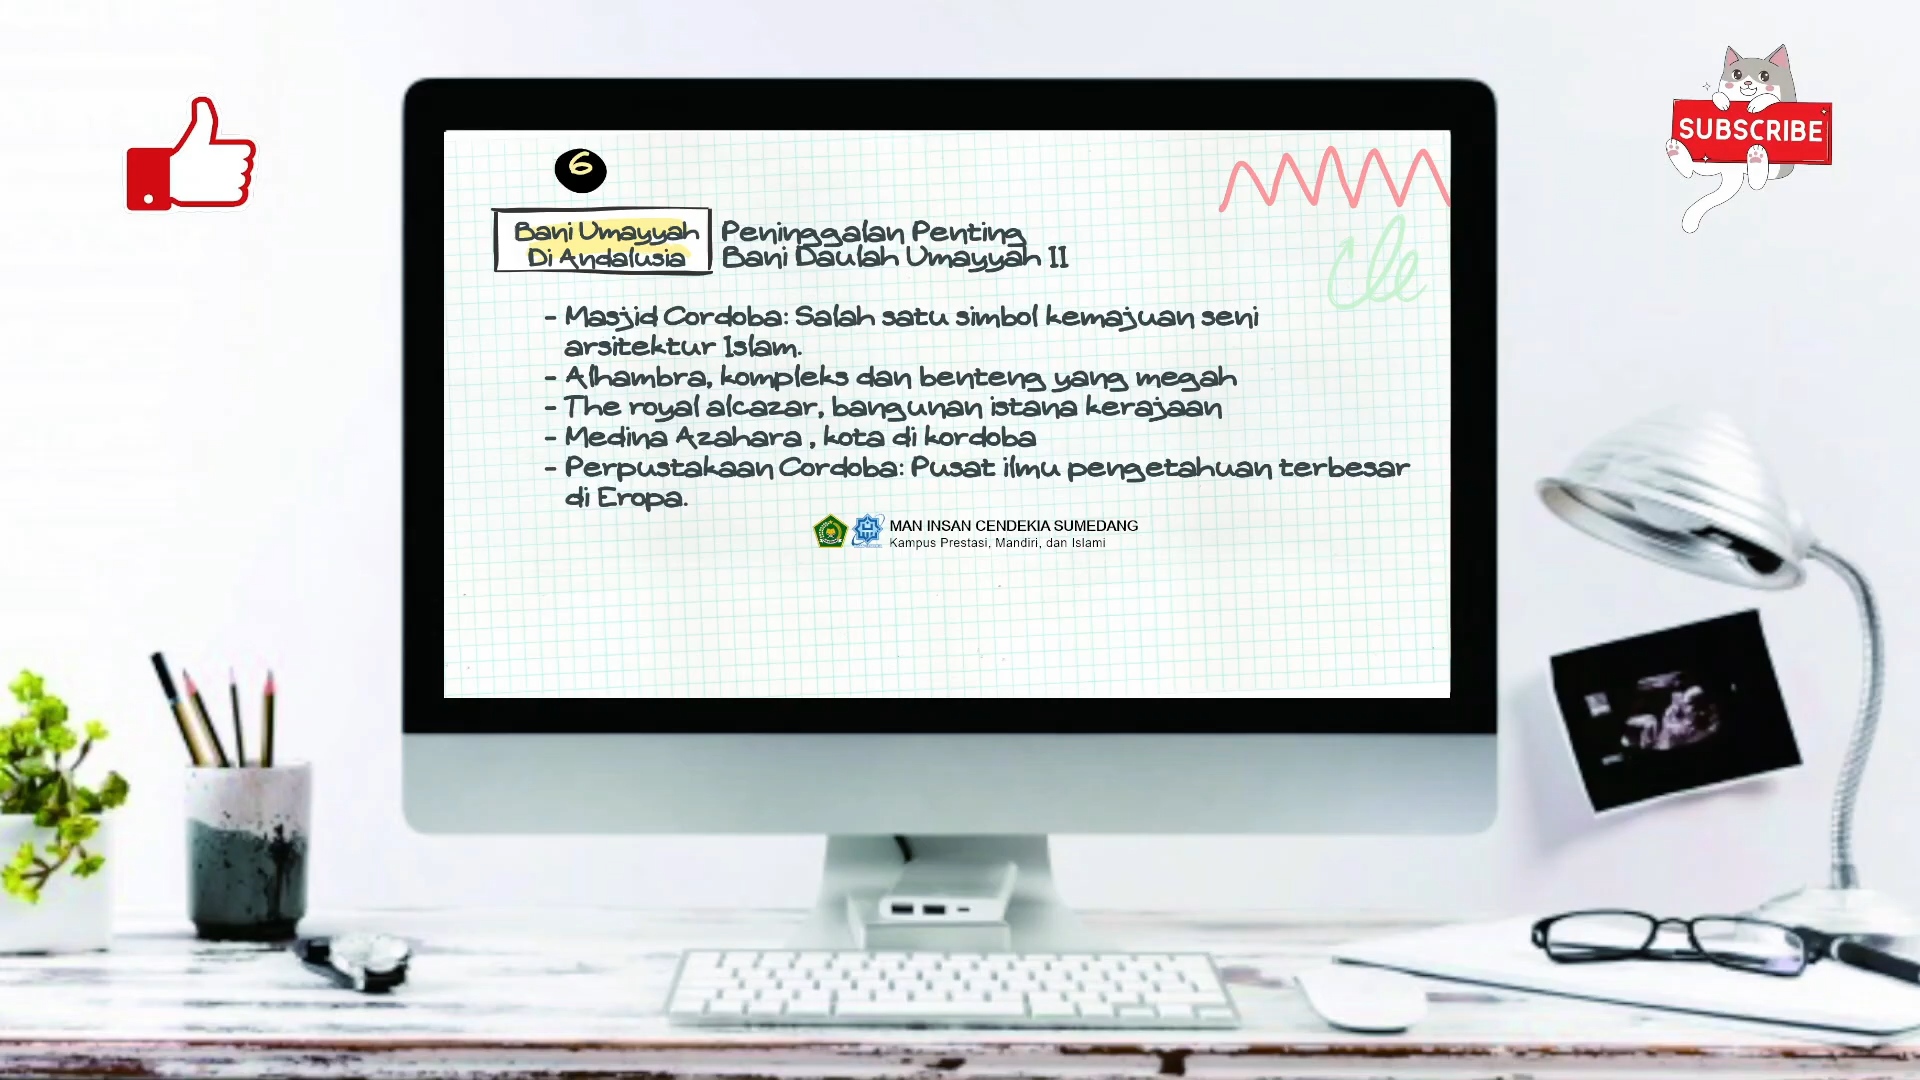 SUBSCRIBE
6
Bani Umayyah
Di Andalusia
Peninggalan Penting
Bani Daulah Umayyah II
- Masjid Cordoba: Salah satu simbol kemajuan seni
arsitektur Islam.
- Alhambra, kompleks dan benteng yang megah
- The royal alcazar, bangunan istana kerajaan
- Medina Azahara , kota di kordoba
- Perpustakaan Cordoba: Pusat ilmu pengetahuan terbesar
di Eropa.
MAN INSAN CENDEKIA SUMEDANG
Kampus Prestasi, Mandiri, dan Islami